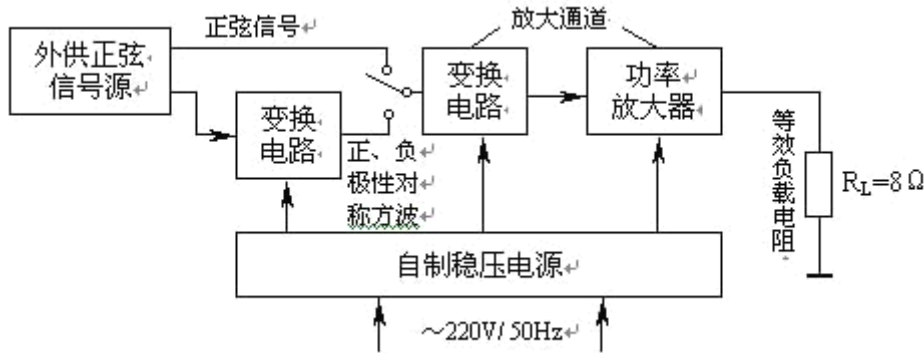 正弦信号
放大通道
外供正弦
信号源
变换
电路
功率
放大器
变换
电路
正、负
极性对
称方波
等效负载电阻
R_L=8Ω
自制稳压电源
～220V/50Hz